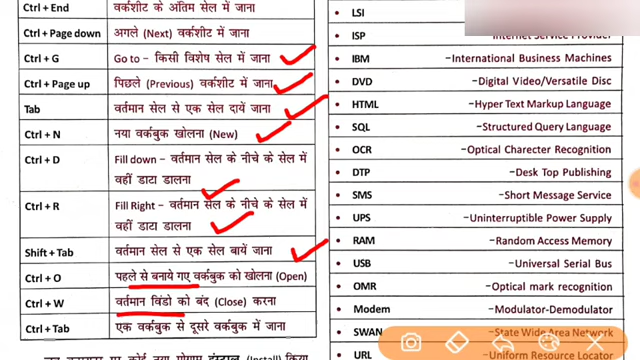 Ctrl + End वर्कशीट के अंतिम सेल में जाना
Ctrl + Page down अगले (Next) वर्कशीट में जाना
Ctrl + G Go to – किसी विशेष सेल में जाना
Ctrl + Page up पिछले (Previous) वर्कशीट में जाना
Tab वर्तमान सेल से एक सेल दायें जाना
Ctrl + N नया वर्कबुक खोलना (New)
Ctrl + D Fill down – वर्तमान सेल के नीचे के सेल में
वहीं डाटा डालना
Ctrl + R Fill Right – वर्तमान सेल के नीचे के सेल में
वहीं डाटा डालना
Shift + Tab वर्तमान सेल से एक सेल बायें जाना
Ctrl + O पहले से बनाये गए वर्कबुक को खोलना (Open)
Ctrl + W वर्तमान विंडो को बंद (Close) करना
Ctrl + Tab एक वर्कबुक से दूसरे वर्कबुक में जाना
• LSI
• ISP Internet Service Provider
• IBM –International Business Machines
• DVD –Digital Video/Versatile Disc
• HTML –Hyper Text Markup Language
• SQL –Structured Query Language
• OCR –Optical Charecter Recognition
• DTP –Desk Top Publishing
• SMS –Short Message Service
• UPS –Uninterruptible Power Supply
• RAM –Random Access Memory
• USB –Universal Serial Bus
• OMR –Optical mark recognition
• Modem –Modulator-Demodulator
• SWAN –State Wide Area Network
• URL –Uniform Resource Locator